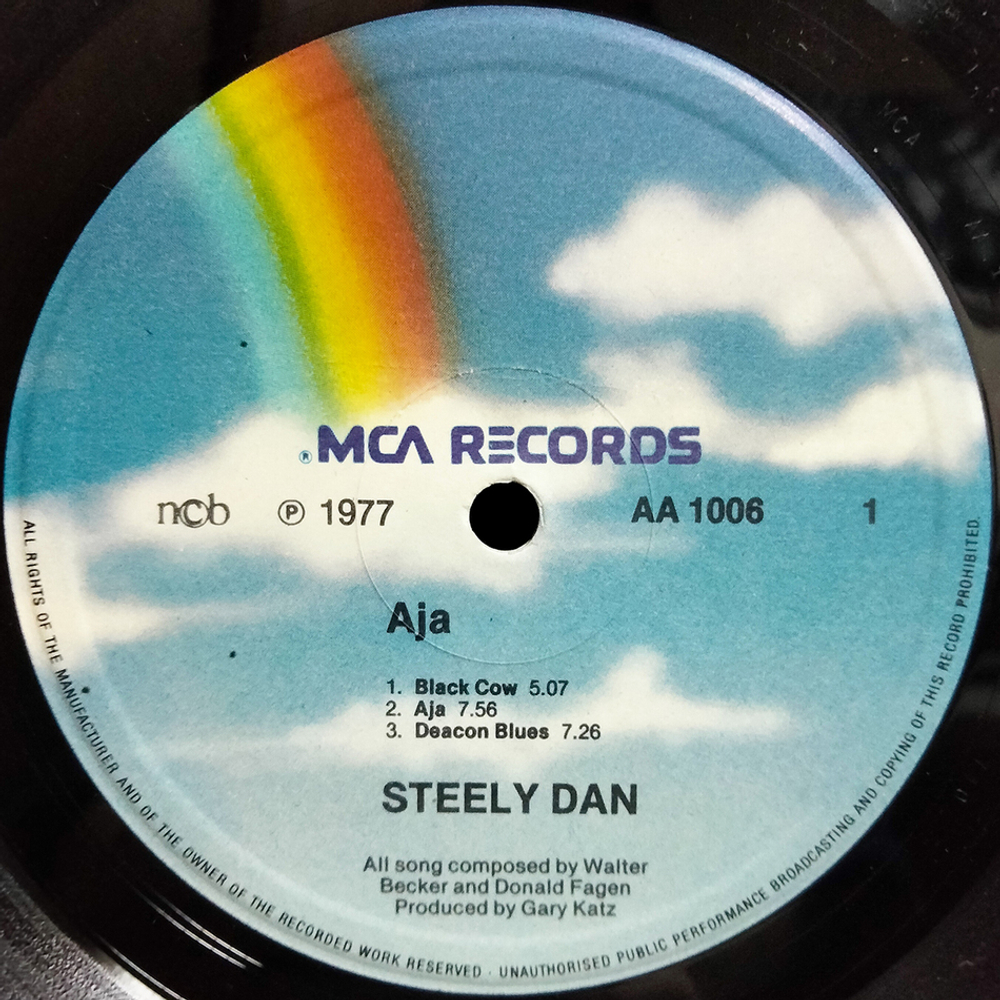 ® MCA RECORDS
ncb ℗ 1977 AA 1006 1
Aja
1. Black Cow 5.07
2. Aja 7.56
3. Deacon Blues 7.26
STEELY DAN
All song composed by Walter
Becker and Donald Fagen
Produced by Gary Katz
ALL RIGHTS OF THE MANUFACTURER AND OF THE OWNER OF THE RECORDED WORK RESERVED · UNAUTHORISED PUBLIC PERFORMANCE BROADCASTING AND COPYING OF THIS RECORD PROHIBITED.
MCA